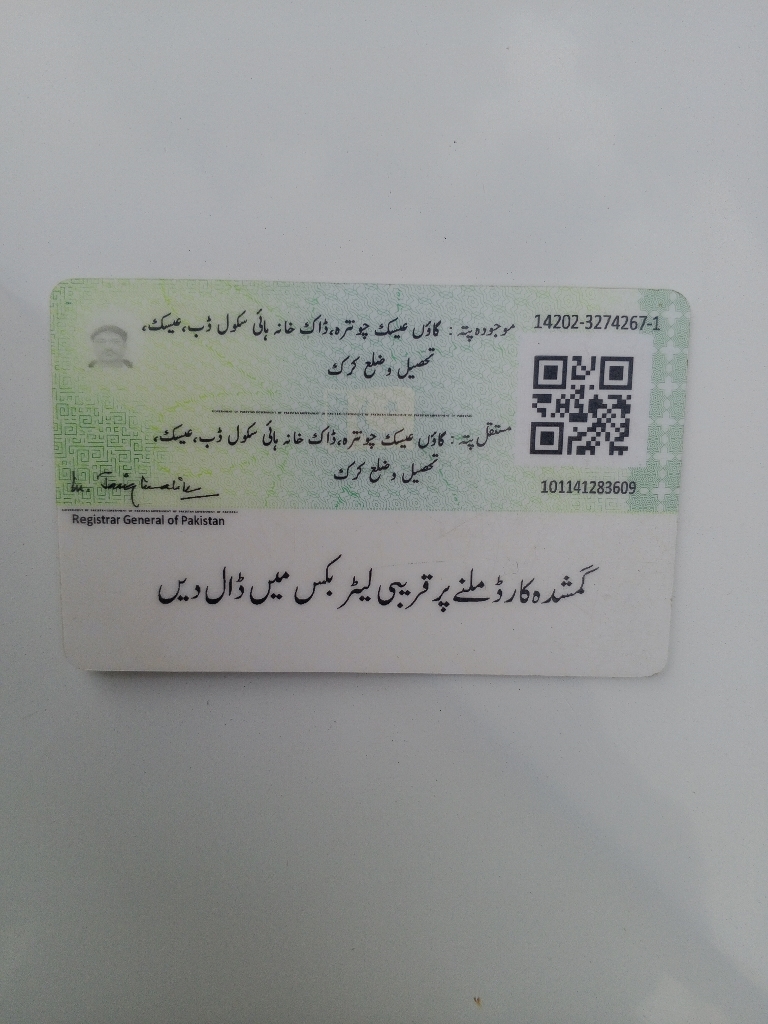 14202-3274267-1
موجودہ پتہ : گاؤں عیسک چونترہ، ڈاک خانہ ہائی سکول ڈب، عیسک،
تحصیل و ضلع کرک
مستقل پتہ : گاؤں عیسک چونترہ، ڈاک خانہ ہائی سکول ڈب، عیسک،
تحصیل و ضلع کرک
101141283609
Registrar General of Pakistan
گمشدہ کارڈ ملنے پر قریبی لیٹر بکس میں ڈال دیں